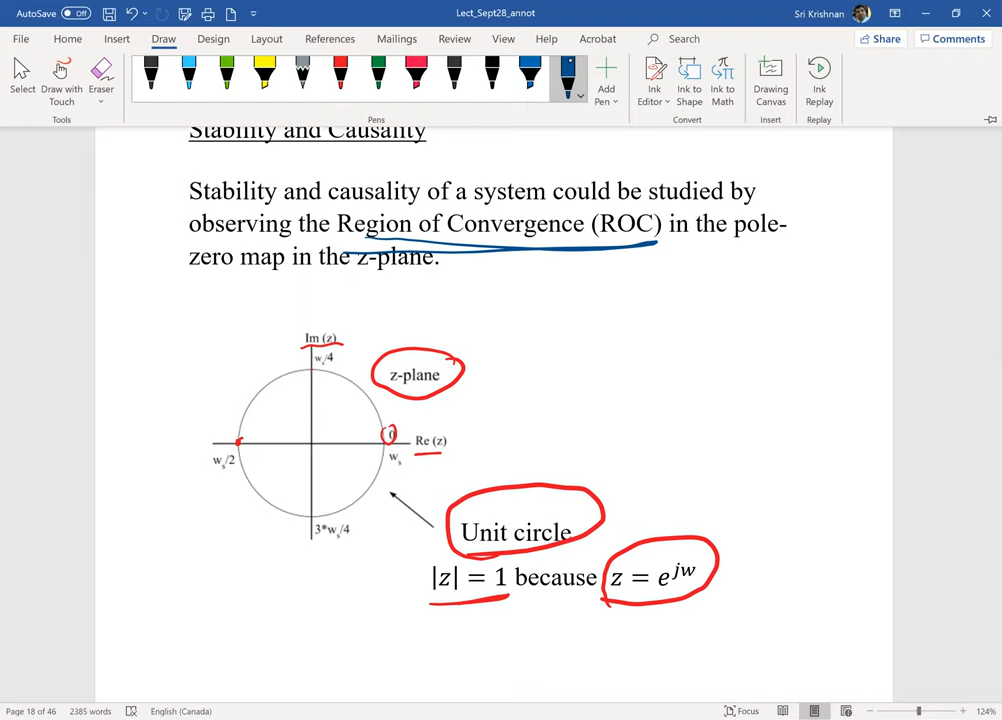 AutoSave Off
Lect_Sept28_annot
Sri Krishnan
File Home Insert Draw Design Layout References Mailings Review View Help Acrobat Search Share Comments
Select
Draw with Touch
Eraser
Add Pen
Ink Editor
Ink to Shape
Ink to Math
Drawing Canvas
Ink Replay
Tools Pens Convert Insert Replay
Stability and Causality
Stability and causality of a system could be studied by
observing the Region of Convergence (ROC) in the pole-
zero map in the z-plane.
Im (z)
w_s/4
z-plane
0
Re (z)
w_s/2
w_s
3*w_s/4
Unit circle
|z| = 1 because z = e^{jw}
Page 18 of 46 2385 words English (Canada) Focus 124%